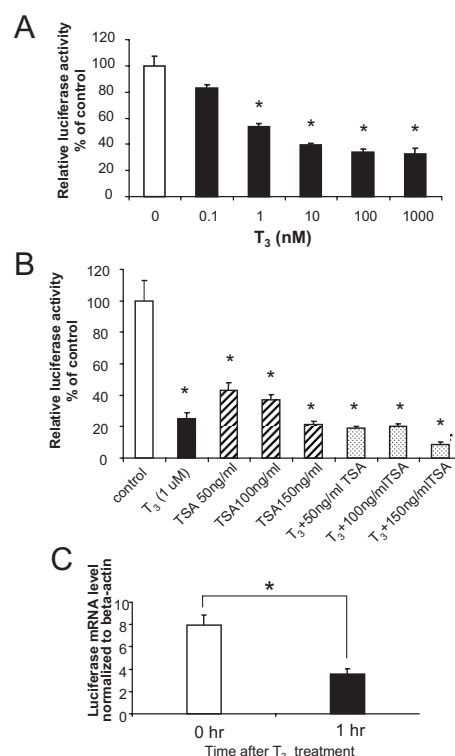 A
Relative luciferase activity
% of control
120
100
80
60
40
20
0
*
*
*
*
0
0.1
1
10
100
1000
T3 (nM)
B
Relative luciferase activity
% of control
120
100
80
60
40
20
0
*
*
*
*
*
*
*
control
T3 (1 uM)
TSA 50ng/ml
TSA100ng/ml
TSA150ng/ml
T3+50ng/ml TSA
T3+100ng/mlTSA
T3+150ng/mlTSA
C
Luciferase mRNA level
normalized to beta-actin
10
8
6
4
2
0
*
0 hr
1 hr
Time after T3 treatment